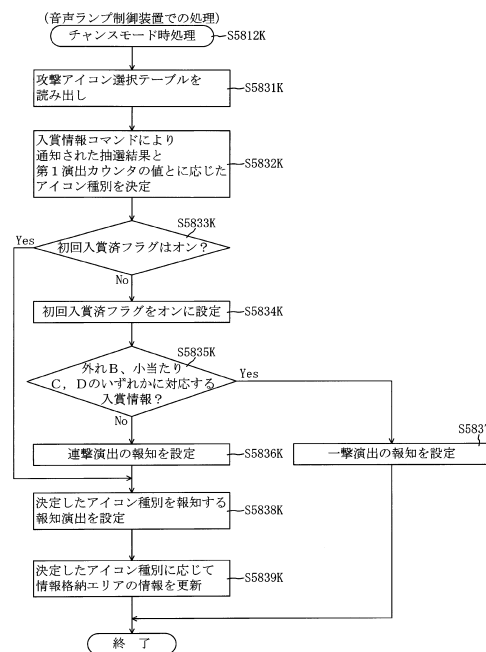 (音声ランプ制御装置での処理)
チャンスモード時処理
S5812K
攻撃アイコン選択テーブルを
読み出し
S5831K
入賞情報コマンドにより
通知された抽選結果と
第1演出カウンタの値とに応じた
アイコン種別を決定
S5832K
S5833K
Yes
初回入賞済フラグはオン?
No
初回入賞済フラグをオンに設定
S5834K
S5835K
外れB、小当たり
C，Dのいずれかに対応する
入賞情報?
Yes
No
連撃演出の報知を設定
S5836K
S5837
一撃演出の報知を設定
決定したアイコン種別を報知する
報知演出を設定
S5838K
決定したアイコン種別に応じて
情報格納エリアの情報を更新
S5839K
終 了